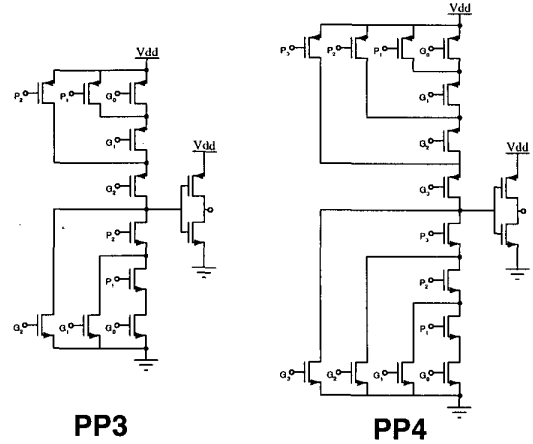 Vdd
P₂ P₁ G₀
G₁
G₂
Vdd
P₂
P₁
G₂ G₁ G₀
PP3
Vdd
P₃ P₂ P₁ G₀
G₁
G₂
G₃
Vdd
P₃
P₂
P₁
G₃ G₂ G₁ G₀
PP4